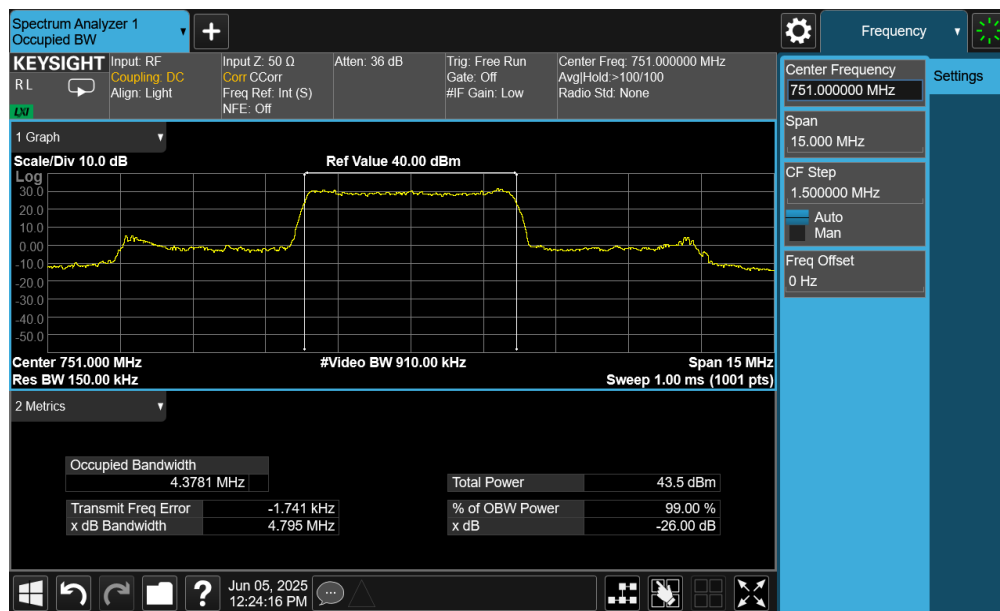 Spectrum Analyzer 1
Occupied BW
Frequency
KEYSIGHT
R L
LXI
Input: RF
Coupling: DC
Align: Light
Input Z: 50 Ω
Corr CCorr
Freq Ref: Int (S)
NFE: Off
Atten: 36 dB
Trig: Free Run
Gate: Off
#IF Gain: Low
Center Freq: 751.000000 MHz
Avg|Hold:>100/100
Radio Std: None
Center Frequency
751.000000 MHz
Settings
Span
15.000 MHz
CF Step
1.500000 MHz
Auto
Man
Freq Offset
0 Hz
1 Graph
Scale/Div 10.0 dB
Ref Value 40.00 dBm
Log
30.0
20.0
10.0
0.00
-10.0
-20.0
-30.0
-40.0
-50.0
Center 751.000 MHz
#Video BW 910.00 kHz
Span 15 MHz
Res BW 150.00 kHz
Sweep 1.00 ms (1001 pts)
2 Metrics
Occupied Bandwidth
4.3781 MHz
Total Power 43.5 dBm
Transmit Freq Error -1.741 kHz
% of OBW Power 99.00 %
x dB Bandwidth 4.795 MHz
x dB -26.00 dB
Jun 05, 2025
12:24:16 PM